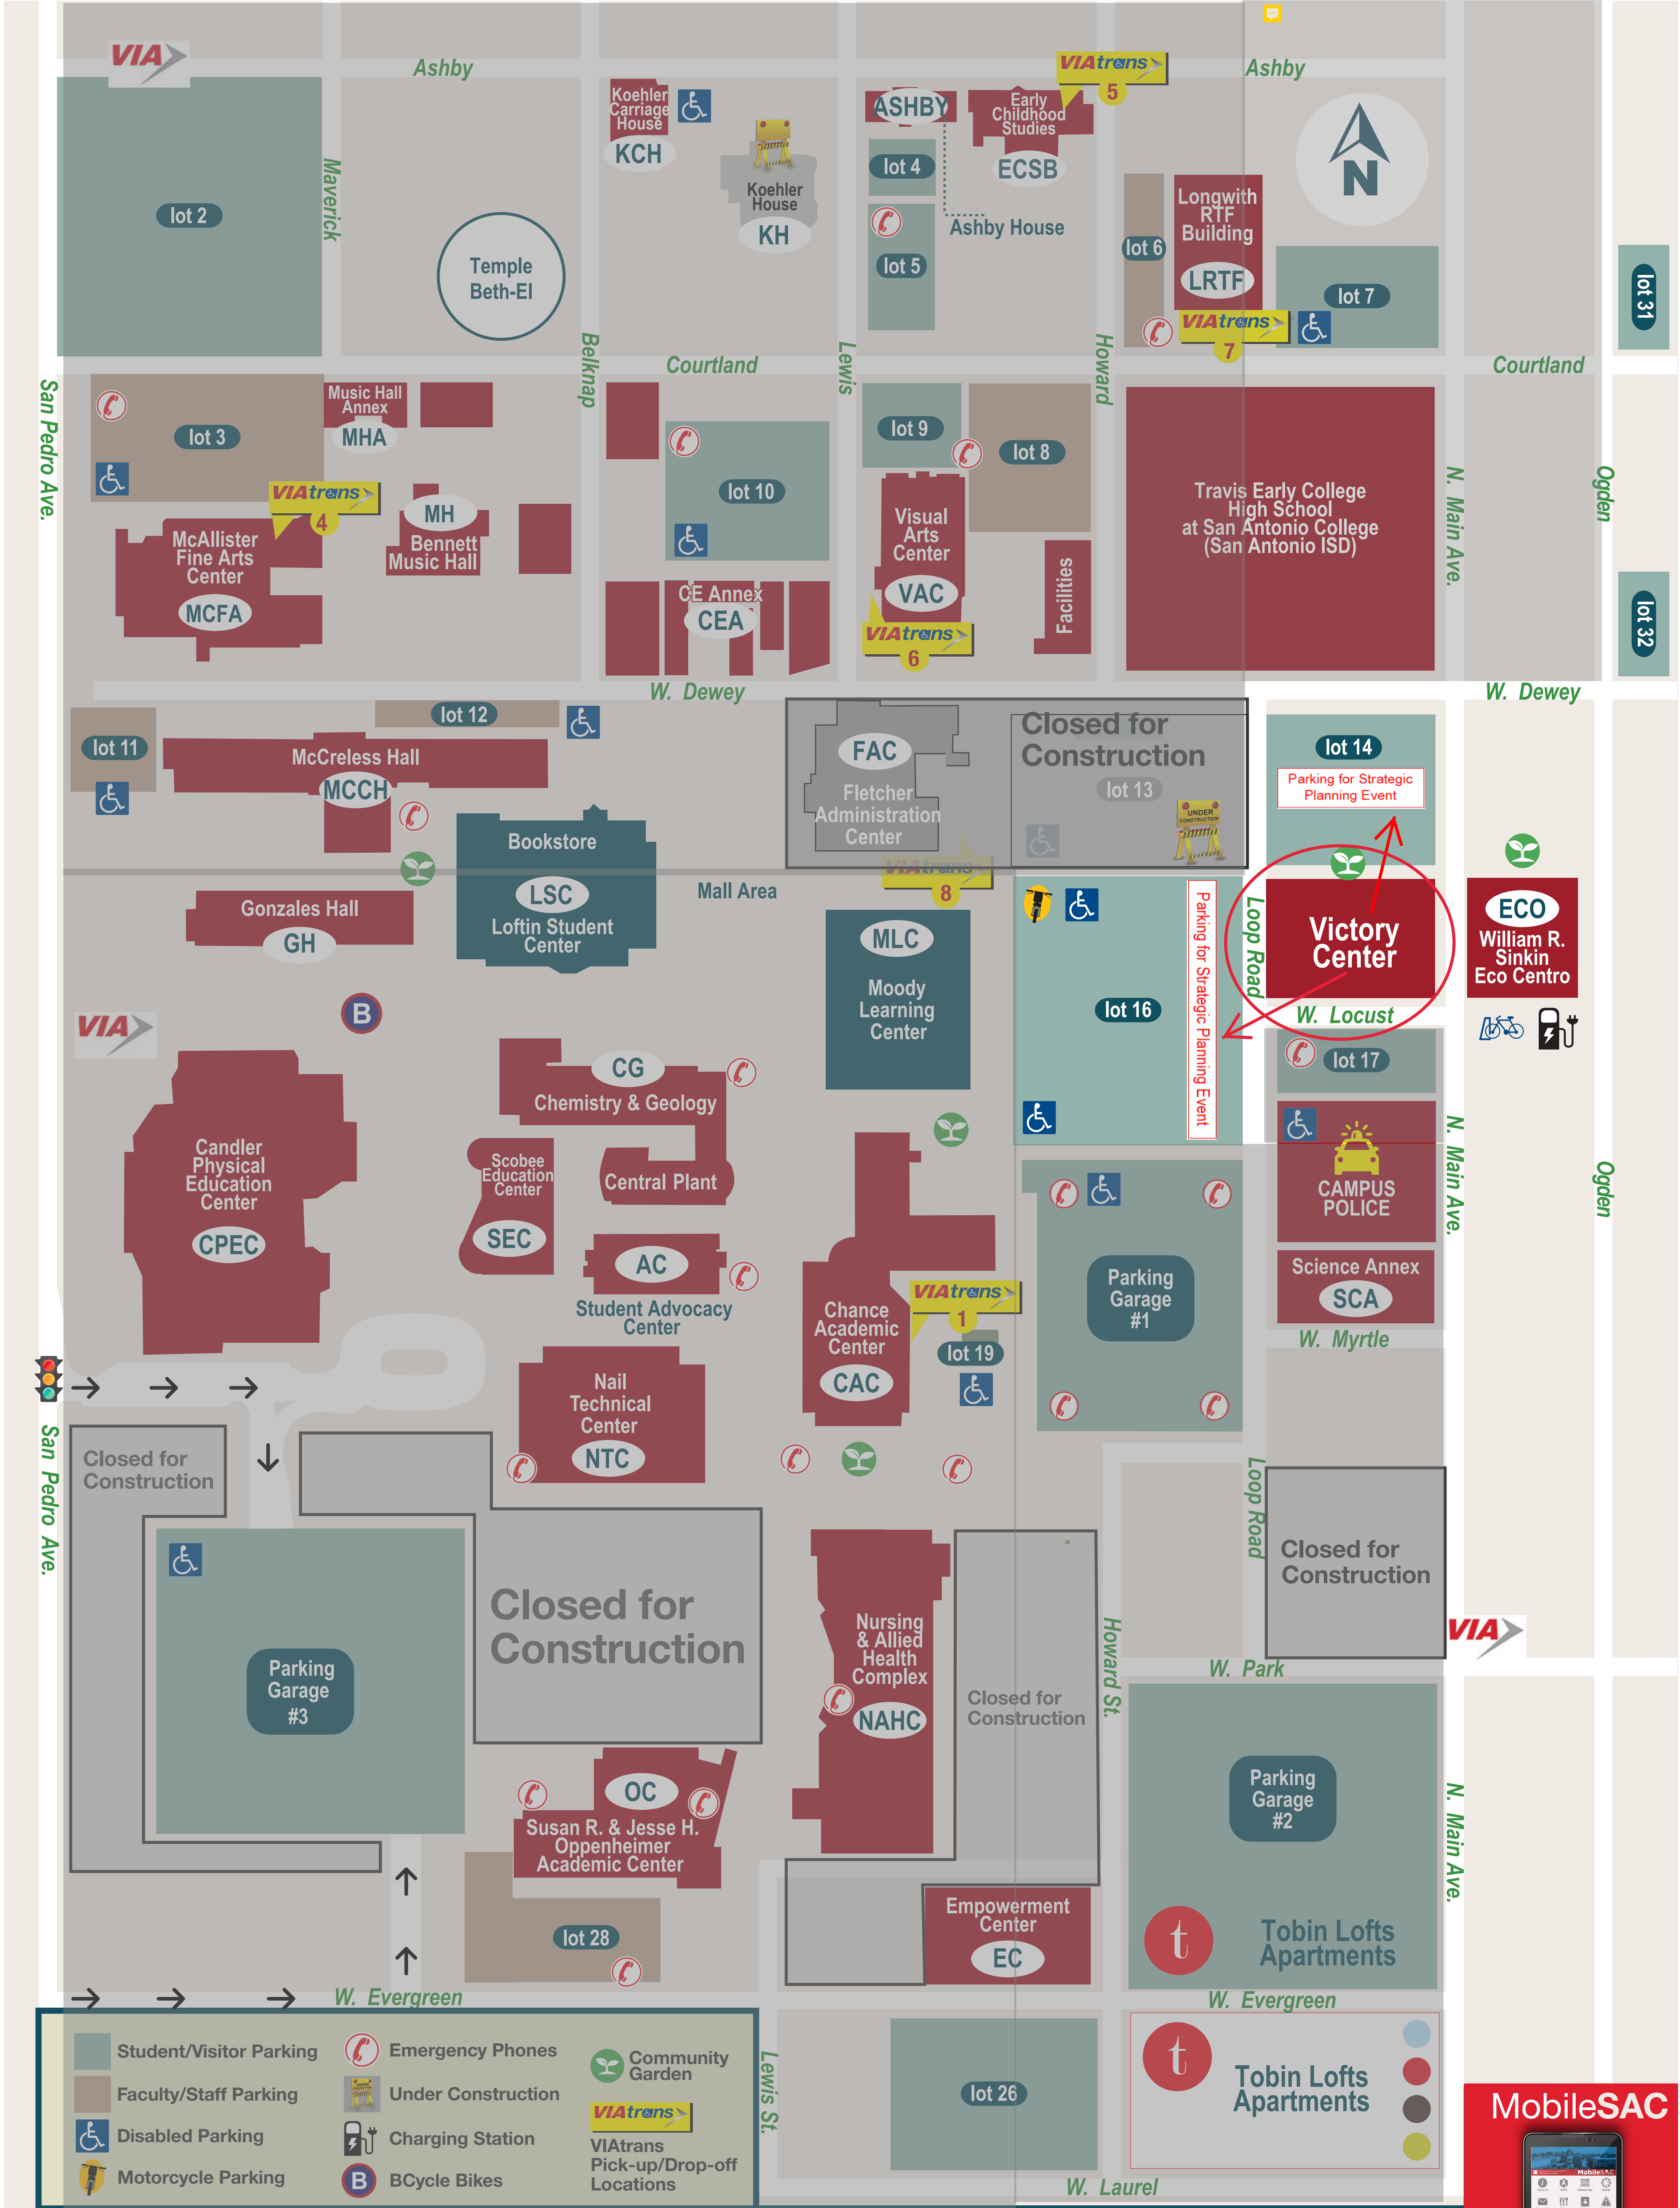 VIA
Ashby
VIAtrans
5
Ashby
Koehler
Carriage
House
KCH
Koehler
House
KH
ASHBY
Early
Childhood
Studies
ECSB
lot 4
Ashby House
lot 5
lot 2
Maverick
Temple
Beth-El
Longwith
RTF
Building
LRTF
lot 6
N
lot 7
VIAtrans
7
lot 31
Belknap
Courtland
Lewis
Howard
Courtland
San Pedro Ave.
lot 3
Music Hall
Annex
MHA
VIAtrans
4
MH
Bennett
Music Hall
McAllister
Fine Arts
Center
MCFA
lot 10
CE Annex
CEA
lot 9
lot 8
Visual
Arts
Center
VAC
VIAtrans
6
Facilities
Travis Early College
High School
at San Antonio College
(San Antonio ISD)
N. Main Ave.
Ogden
lot 32
W. Dewey
W. Dewey
lot 11
lot 12
McCreless Hall
MCCH
FAC
Fletcher
Administration
Center
Closed for
Construction
lot 13
UNDER
CONSTRUCTION
lot 14
Parking for Strategic
Planning Event
Bookstore
LSC
Loftin Student
Center
Mall Area
VIAtrans
8
Gonzales Hall
GH
MLC
Moody
Learning
Center
lot 16
Parking for Strategic Planning Event
Loop Road
Victory
Center
ECO
William R.
Sinkin
Eco Centro
W. Locust
VIA
B
lot 17
CG
Chemistry & Geology
Candler
Physical
Education
Center
CPEC
Scobee
Education
Center
SEC
Central Plant
AC
Student Advocacy
Center
CAMPUS
POLICE
N. Main Ave.
Ogden
Science Annex
SCA
W. Myrtle
Parking
Garage
#1
Chance
Academic
Center
CAC
VIAtrans
1
lot 19
Nail
Technical
Center
NTC
San Pedro Ave.
Closed for
Construction
Closed for
Construction
Parking
Garage
#3
Nursing
& Allied
Health
Complex
NAHC
Closed for
Construction
Howard St.
Loop Road
Closed for
Construction
VIA
W. Park
OC
Susan R. & Jesse H.
Oppenheimer
Academic Center
lot 28
Empowerment
Center
EC
Parking
Garage
#2
N. Main Ave.
t
Tobin Lofts
Apartments
W. Evergreen
W. Evergreen
Student/Visitor Parking
Faculty/Staff Parking
Disabled Parking
Motorcycle Parking
Emergency Phones
Under Construction
Charging Station
B
BCycle Bikes
Community
Garden
VIAtrans
VIAtrans
Pick-up/Drop-off
Locations
Lewis St.
lot 26
t
Tobin Lofts
Apartments
W. Laurel
MobileSAC
MobileSAC